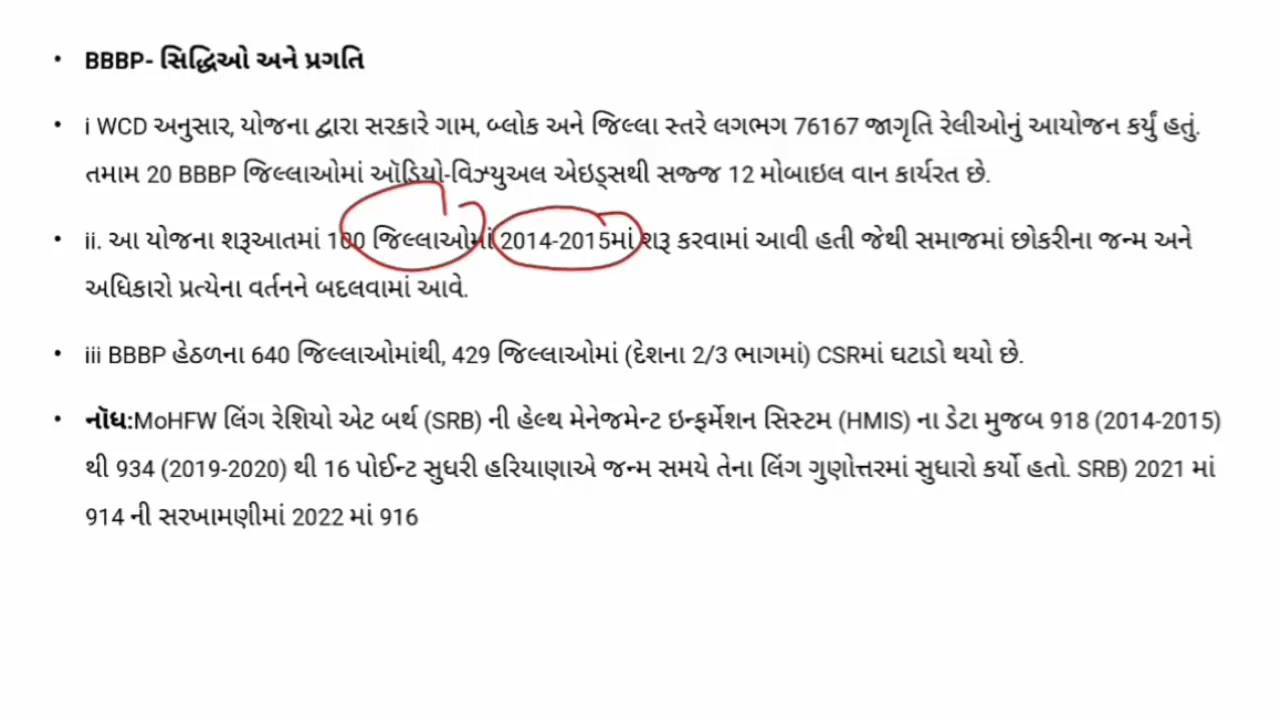 • BBBP- સિદ્ધિઓ અને પ્રગતિ
• i WCD અનુસાર, યોજના દ્વારા સરકારે ગામ, બ્લોક અને જિલ્લા સ્તરે લગભગ 76167 જાગૃતિ રેલીઓનું આયોજન કર્યું હતું.
તમામ 20 BBBP જિલ્લાઓમાં ઑડિયો-વિઝ્યુઅલ એઇડ્સથી સજ્જ 12 મોબાઇલ વાન કાર્યરત છે.
• ii. આ યોજના શરૂઆતમાં 100 જિલ્લાઓમાં 2014-2015માં શરૂ કરવામાં આવી હતી જેથી સમાજમાં છોકરીના જન્મ અને
અધિકારો પ્રત્યેના વર્તનને બદલવામાં આવે.
• iii BBBP હેઠળના 640 જિલ્લાઓમાંથી, 429 જિલ્લાઓમાં (દેશના 2/3 ભાગમાં) CSRમાં ઘટાડો થયો છે.
• નૉધ:MoHFW લિંગ રેશિયો એટ બર્થ (SRB) ની હેલ્થ મેનેજમેન્ટ ઇન્ફર્મેશન સિસ્ટમ (HMIS) ના ડેટા મુજબ 918 (2014-2015)
થી 934 (2019-2020) થી 16 પોઈન્ટ સુધરી હરિયાણાએ જન્મ સમયે તેના લિંગ ગુણોત્તરમાં સુધારો કર્યો હતો. SRB) 2021 માં
914 ની સરખામણીમાં 2022 માં 916